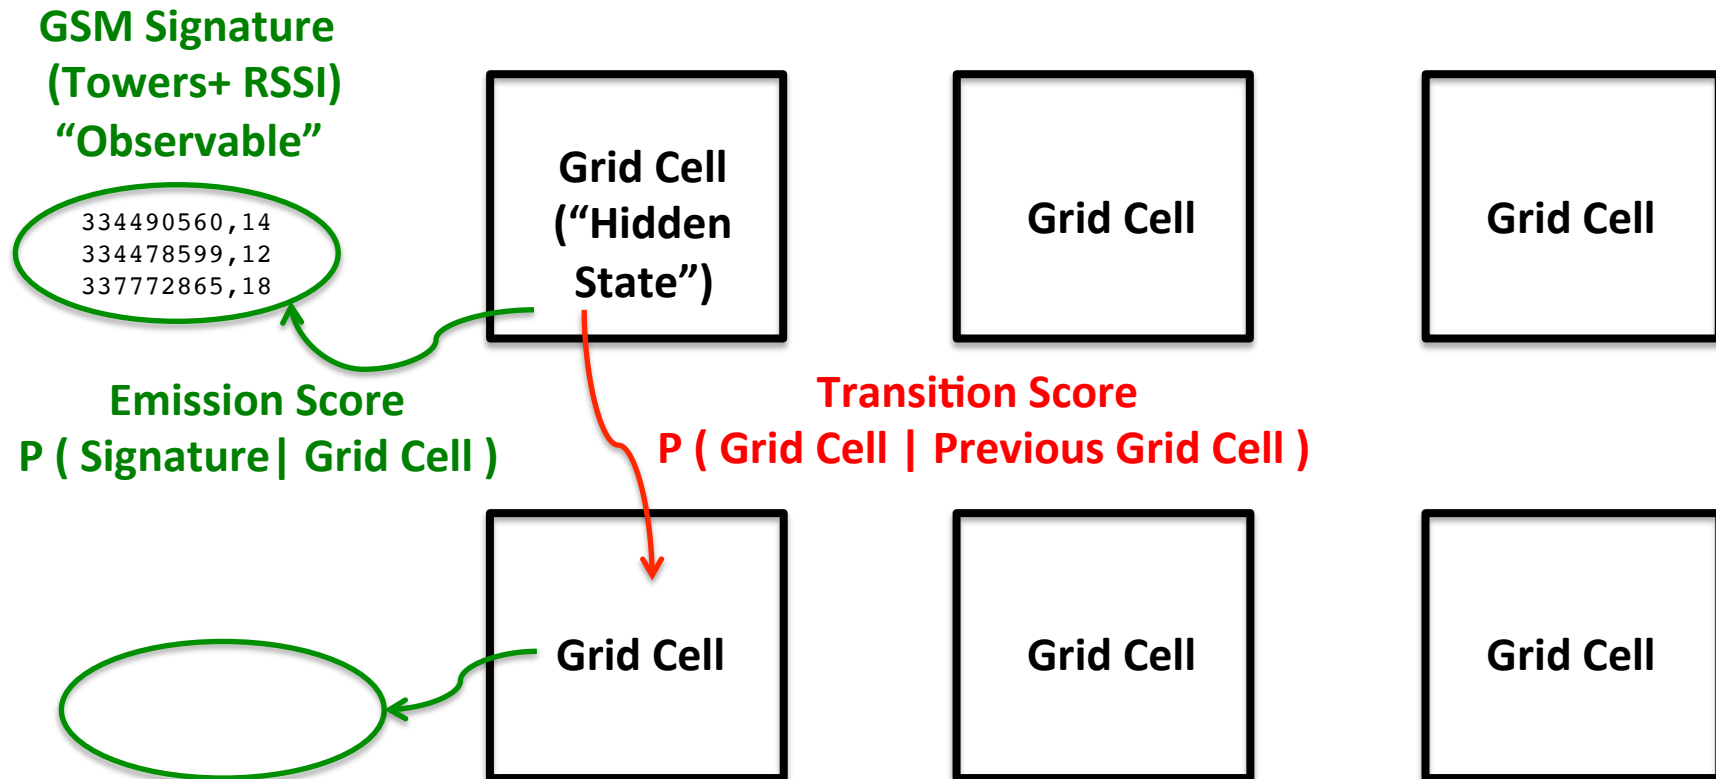 GSM Signature
(Towers+ RSSI)
“Observable”
334490560,14
334478599,12
337772865,18
Grid Cell
(“Hidden
State”)
Grid Cell
Grid Cell
Emission Score
P ( Signature| Grid Cell )
Transition Score
P ( Grid Cell | Previous Grid Cell )
Grid Cell
Grid Cell
Grid Cell